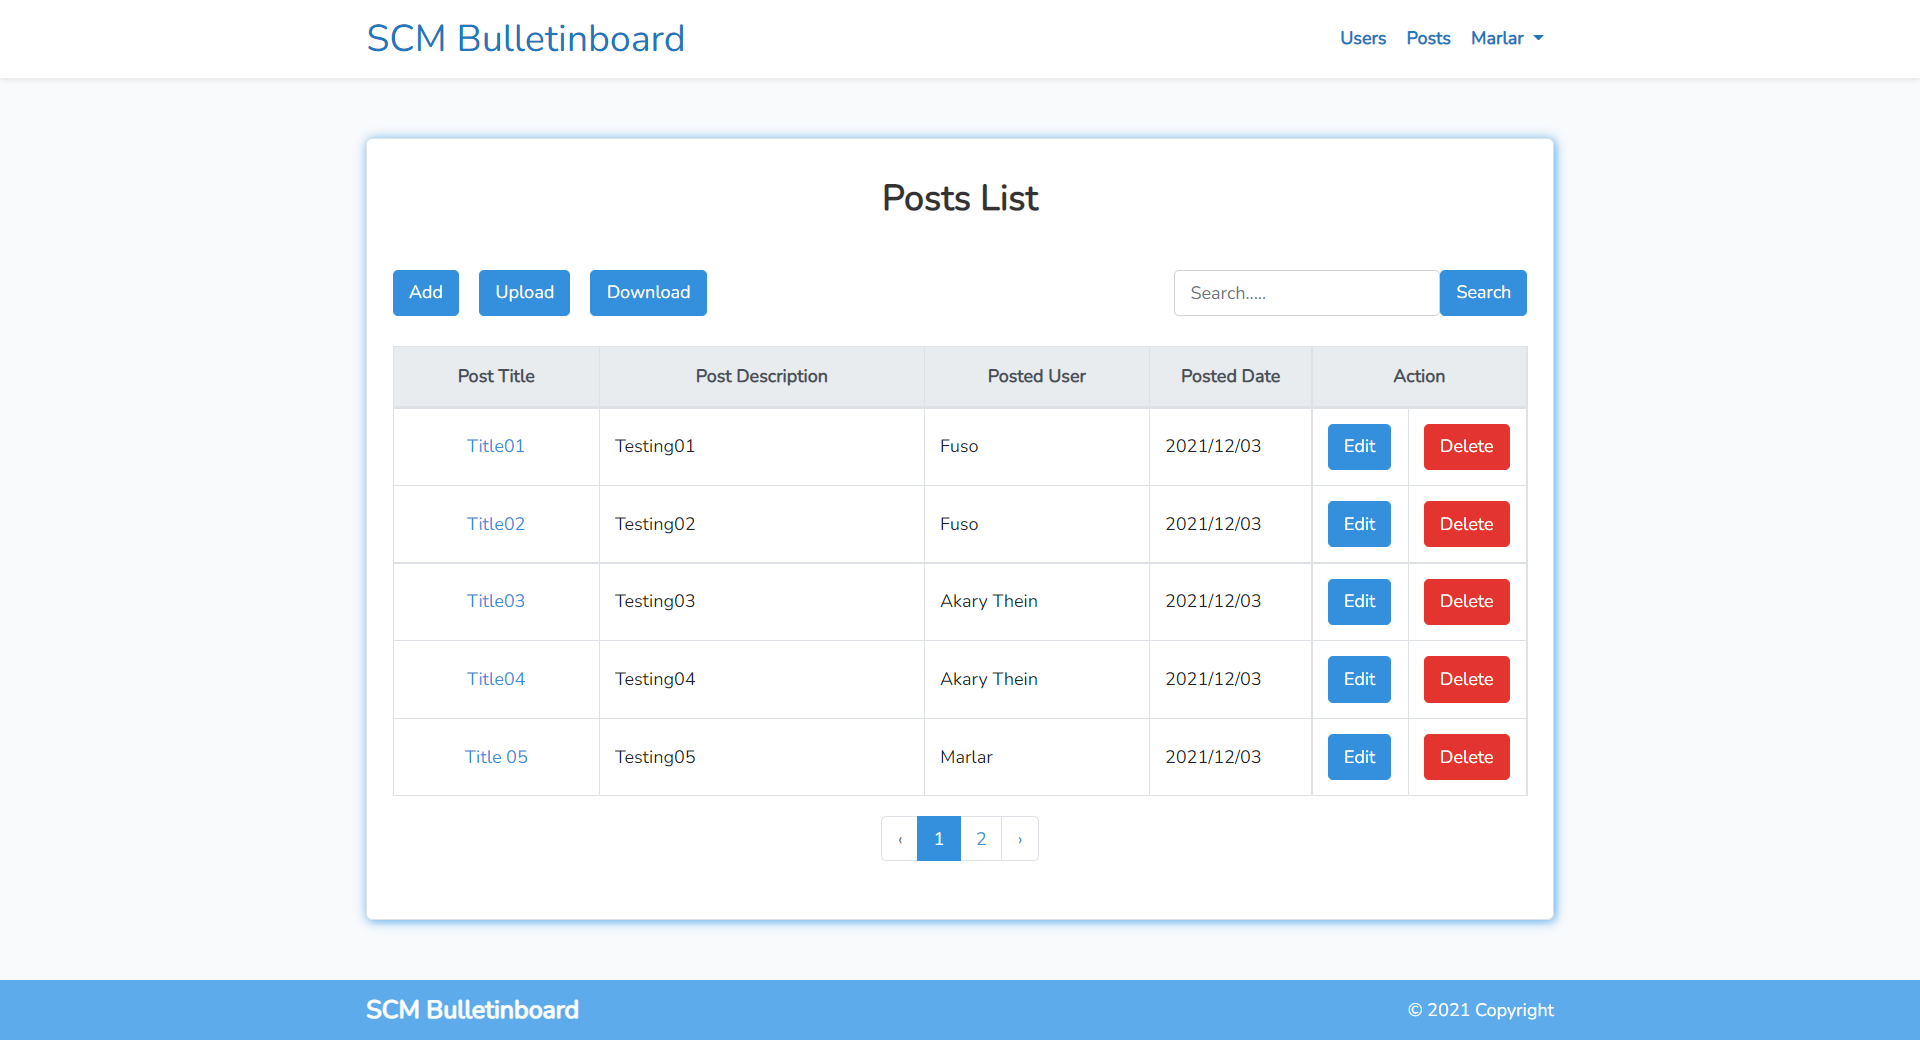 SCM Bulletinboard Users Posts Marlar
Posts List
Add Upload Download Search..... Search
Post Title Post Description Posted User Posted Date Action
Title01 Testing01 Fuso 2021/12/03 Edit Delete
Title02 Testing02 Fuso 2021/12/03 Edit Delete
Title03 Testing03 Akary Thein 2021/12/03 Edit Delete
Title04 Testing04 Akary Thein 2021/12/03 Edit Delete
Title 05 Testing05 Marlar 2021/12/03 Edit Delete
‹ 1 2 ›
SCM Bulletinboard © 2021 Copyright